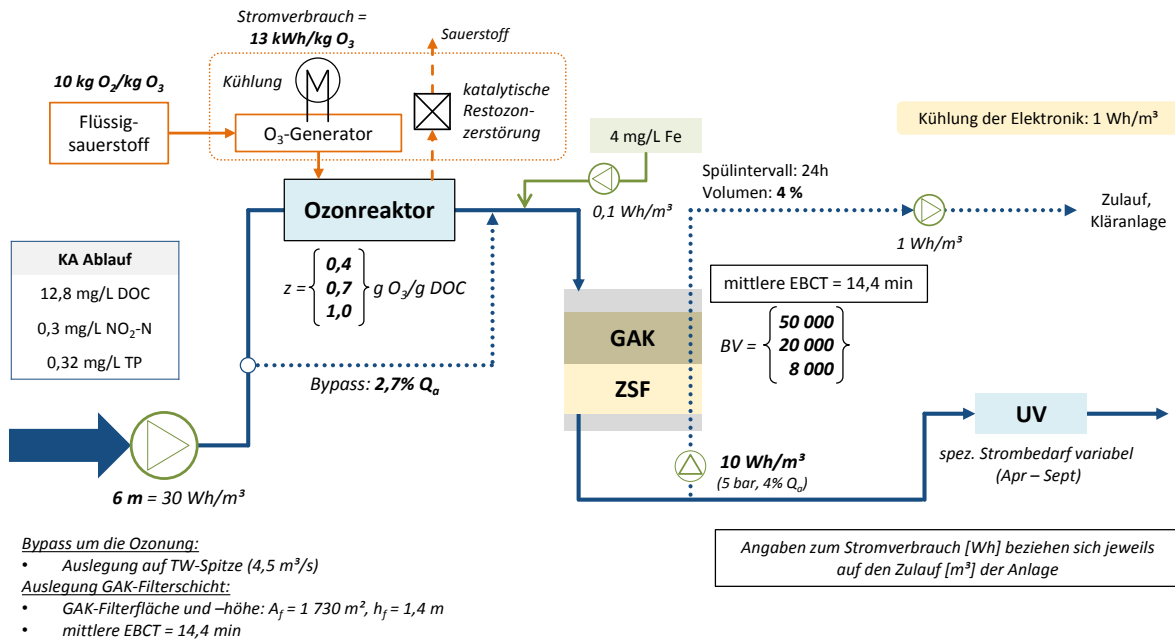 Stromverbrauch =
13 kWh/kg O₃
Sauerstoff
10 kg O₂/kg O₃
Kühlung
katalytische
Restozon-
zerstörung
Flüssig-
sauerstoff
O₃-Generator
4 mg/L Fe
Kühlung der Elektronik: 1 Wh/m³
Spülintervall: 24h
Volumen: 4 %
Ozonreaktor
0,1 Wh/m³
1 Wh/m³
Zulauf,
Kläranlage
KA Ablauf
12,8 mg/L DOC
0,3 mg/L NO₂-N
0,32 mg/L TP
z = { 0,4
0,7
1,0 } g O₃/g DOC
mittlere EBCT = 14,4 min
BV = { 50 000
20 000
8 000 }
GAK
ZSF
Bypass: 2,7% Qₐ
UV
spez. Strombedarf variabel
(Apr – Sept)
10 Wh/m³
(5 bar, 4% Qₐ)
6 m = 30 Wh/m³
Bypass um die Ozonung:
• Auslegung auf TW-Spitze (4,5 m³/s)
Auslegung GAK-Filterschicht:
• GAK-Filterfläche und –höhe: A_f = 1 730 m², h_f = 1,4 m
• mittlere EBCT = 14,4 min
Angaben zum Stromverbrauch [Wh] beziehen sich jeweils
auf den Zulauf [m³] der Anlage